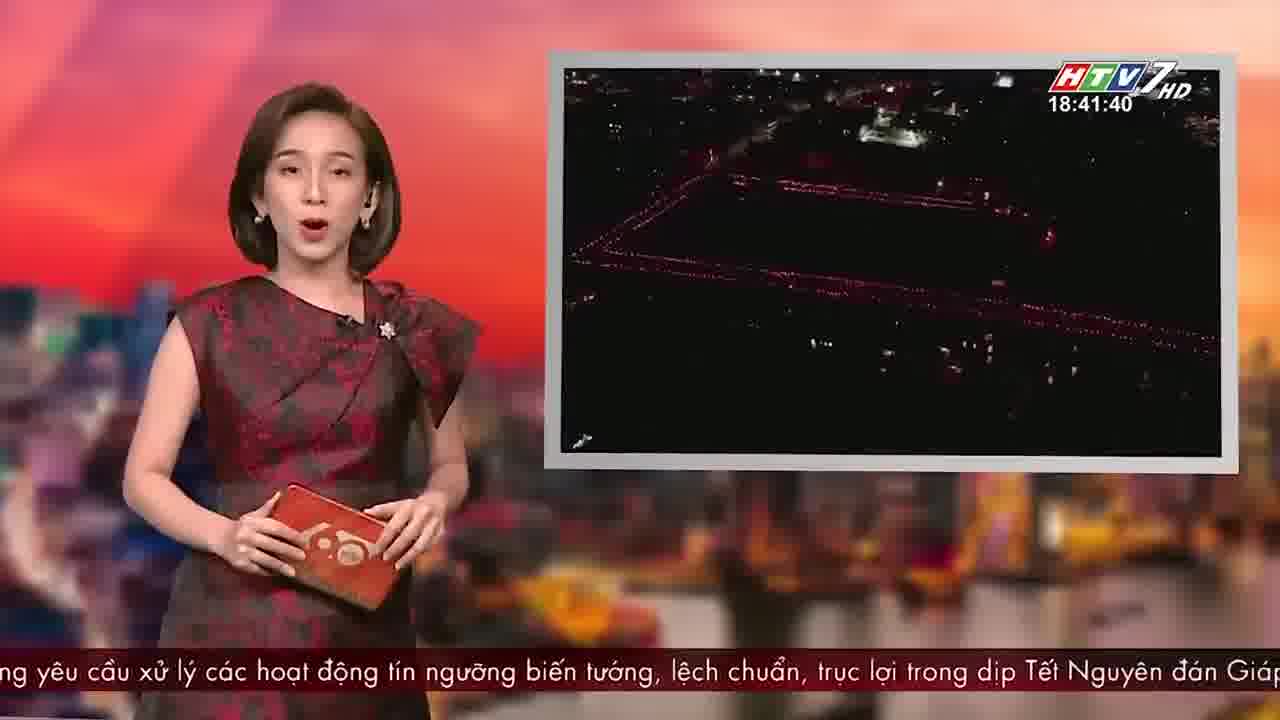 HTV7 HD
18:41:40
ng yêu cầu xử lý các hoạt động tín ngưỡng biến tướng, lệch chuẩn, trục lợi trong dịp Tết Nguyên đán Giáp